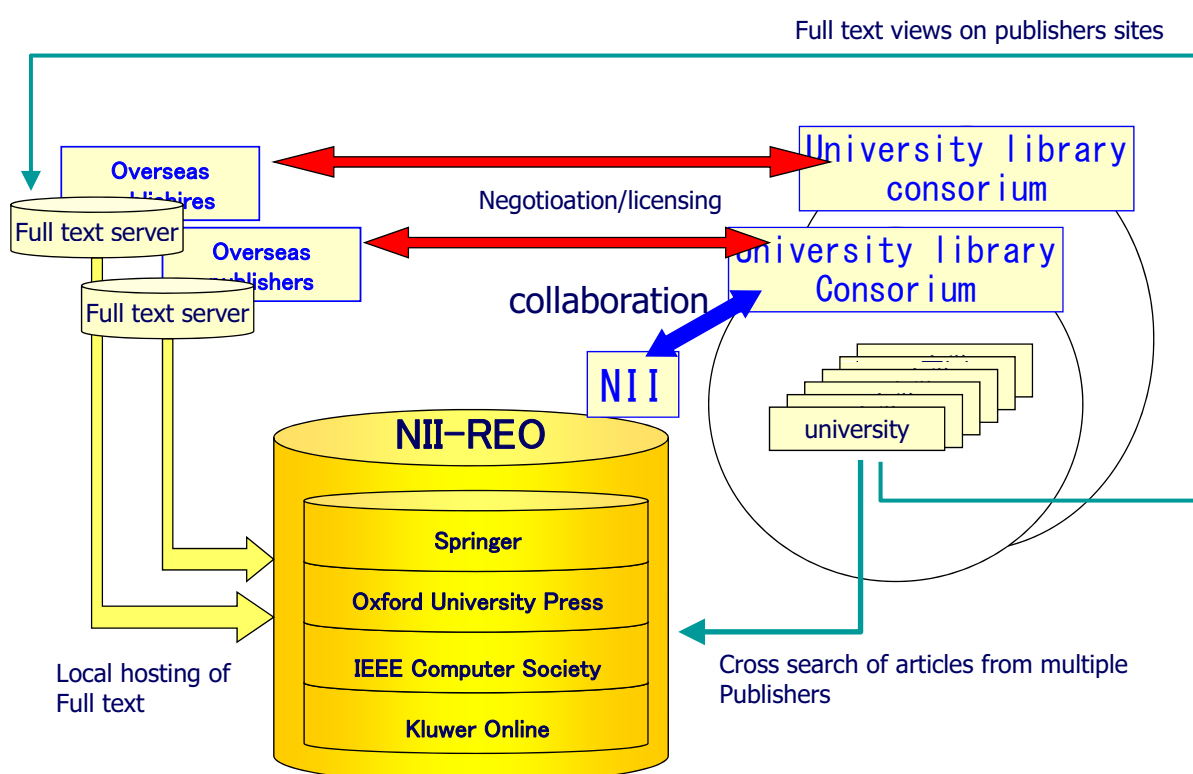 Full text views on publishers sites
Overseas
University library
consorium
Negotioation/licensing
Full text server
Overseas
University library
Consorium
Full text server
collaboration
NII
NII-REO
university
Springer
Oxford University Press
IEEE Computer Society
Kluwer Online
Local hosting of
Full text
Cross search of articles from multiple
Publishers